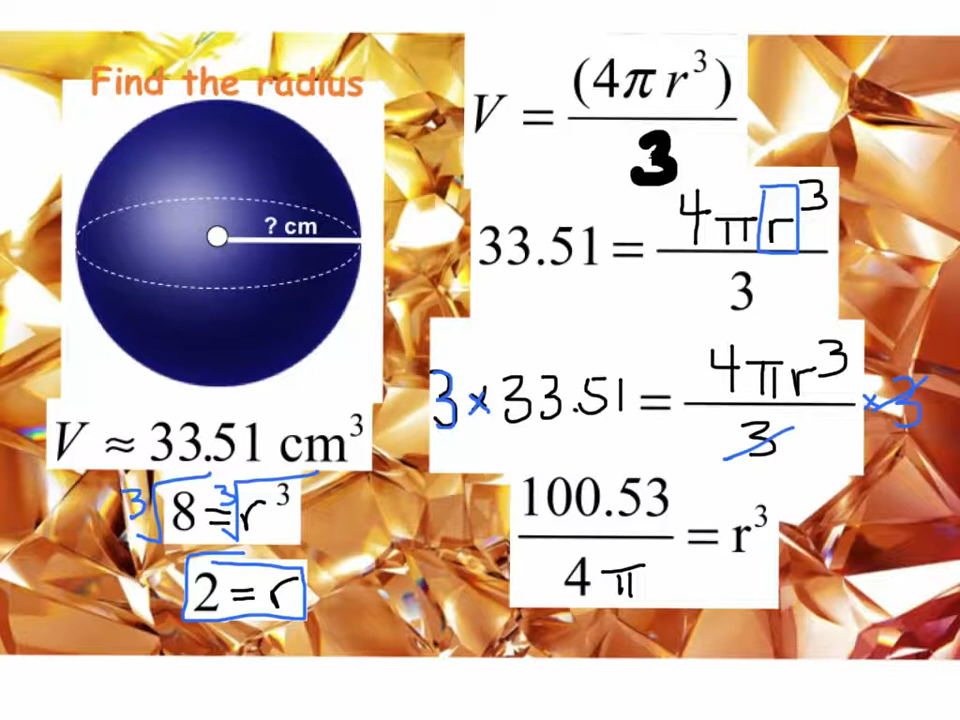 Find the radius
? cm
V ≈ 33.51 cm³
∛8 = ∛r³
2 = r
V = (4πr³) / 3
33.51 = 4πr³ / 3
3 × 33.51 = 4πr³ / 3 × 3
100.53 / 4π = r³